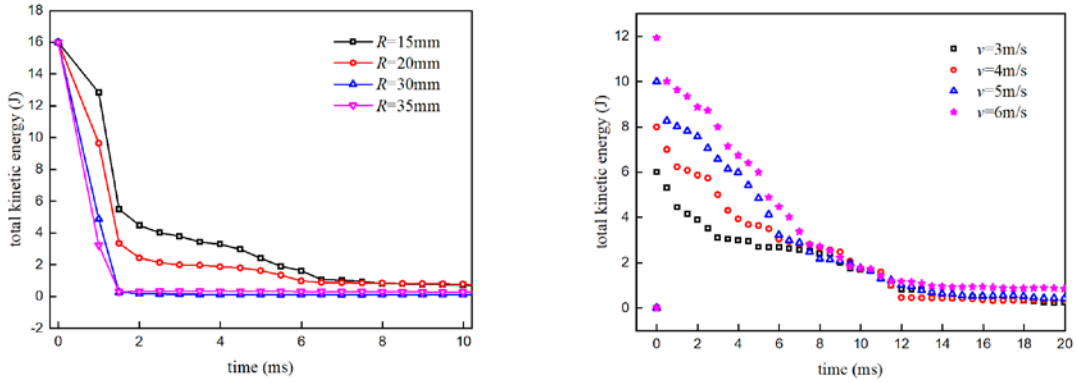 18
16
14
12
10
8
6
4
2
0
-2
total kinetic energy (J)
0
2
4
6
8
10
time (ms)
R=15mm
R=20mm
R=30mm
R=35mm
12
10
8
6
4
2
0
total kinetic energy (J)
0
2
4
6
8
10
12
14
16
18
20
time (ms)
v=3m/s
v=4m/s
v=5m/s
v=6m/s